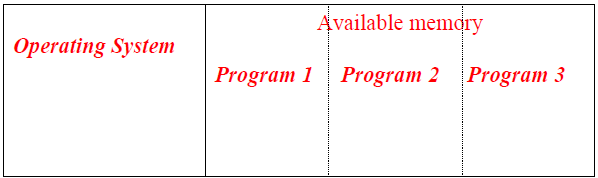 Available memory
Operating System
Program 1 Program 2 Program 3